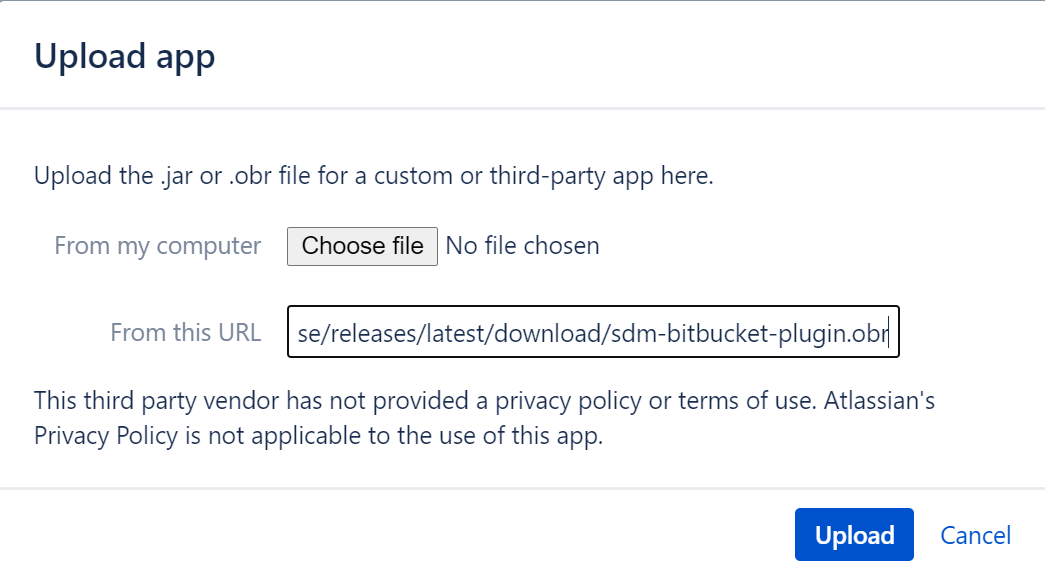 Upload app
Upload the .jar or .obr file for a custom or third-party app here.
From my computer Choose file No file chosen
From this URL se/releases/latest/download/sdm-bitbucket-plugin.obr
This third party vendor has not provided a privacy policy or terms of use. Atlassian's
Privacy Policy is not applicable to the use of this app.
Upload Cancel